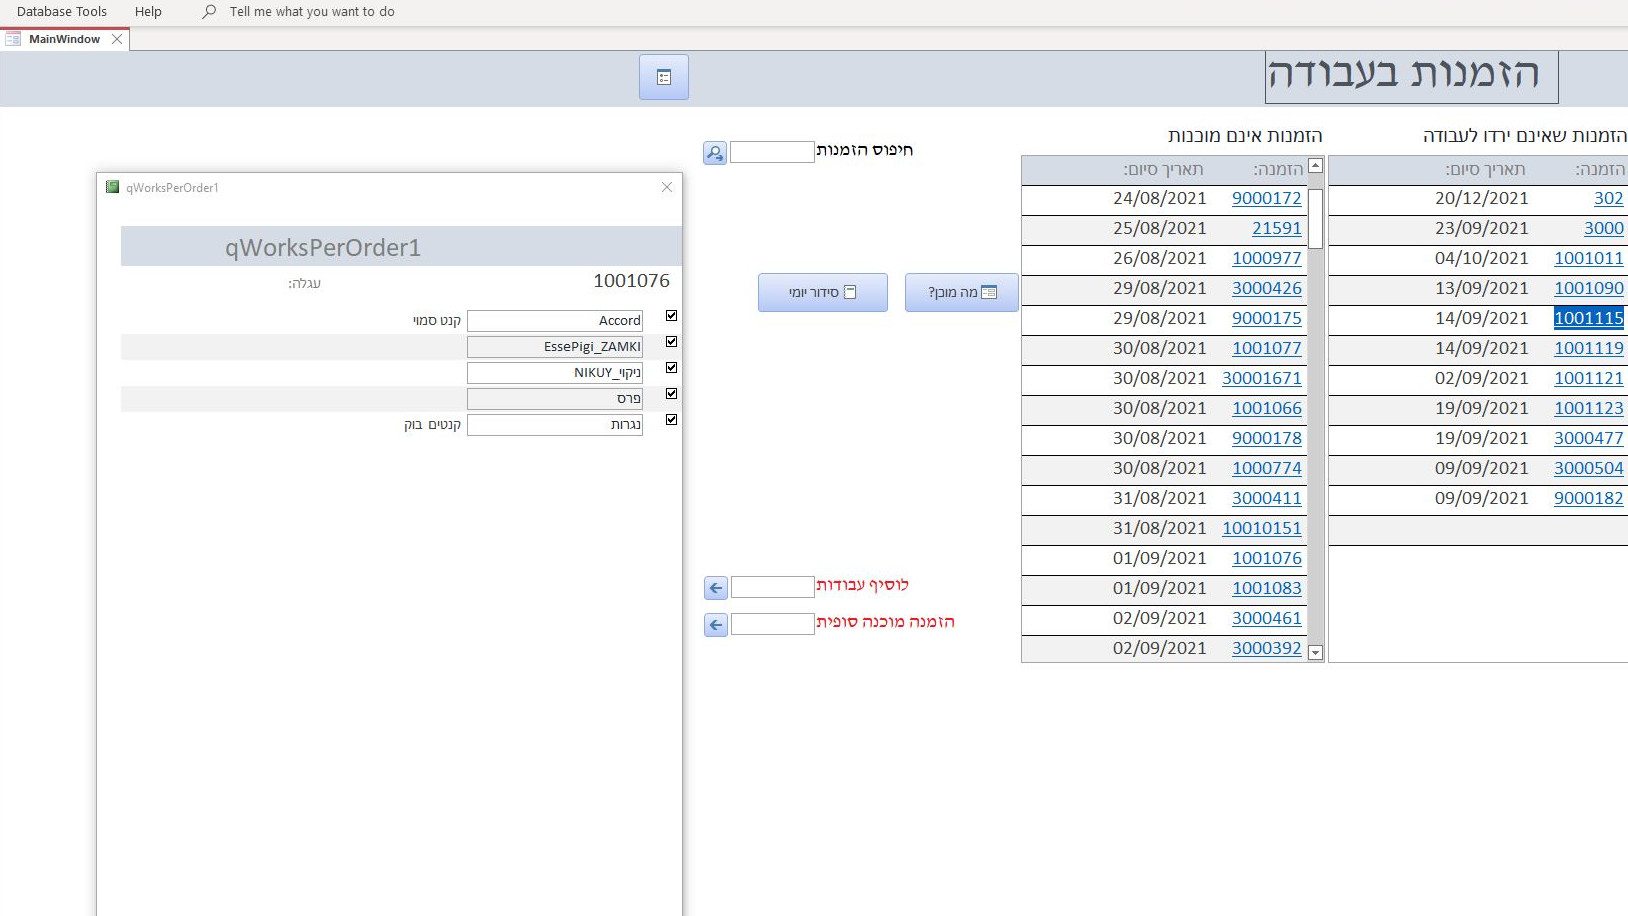 Database Tools Help Tell me what you want to do
MainWindow
הזמנות בעבודה
הזמנות שאינם ירדו לעבודה
הזמנה: תאריך סיום:
302 20/12/2021
3000 23/09/2021
1001011 04/10/2021
1001090 13/09/2021
1001115 14/09/2021
1001119 14/09/2021
1001121 02/09/2021
1001123 19/09/2021
3000477 19/09/2021
3000504 09/09/2021
9000182 09/09/2021
הזמנות אינם מוכנות
הזמנה: תאריך סיום:
9000172 24/08/2021
21591 25/08/2021
1000977 26/08/2021
3000426 29/08/2021
9000175 29/08/2021
1001077 30/08/2021
30001671 30/08/2021
1001066 30/08/2021
9000178 30/08/2021
1000774 30/08/2021
3000411 31/08/2021
10010151 31/08/2021
1001076 01/09/2021
1001083 01/09/2021
3000461 02/09/2021
3000392 02/09/2021
חיפוס הזמנות
מה מוכן?
סידור יומי
לוסיף עבודות
הזמנה מוכנה סופית
qWorksPerOrder1
qWorksPerOrder1
1001076 עגלה:
Accord קנט סמוי
EssePigi_ZAMKI
ניקוי_NIKUY
פרס
נגרות קנטים בוק